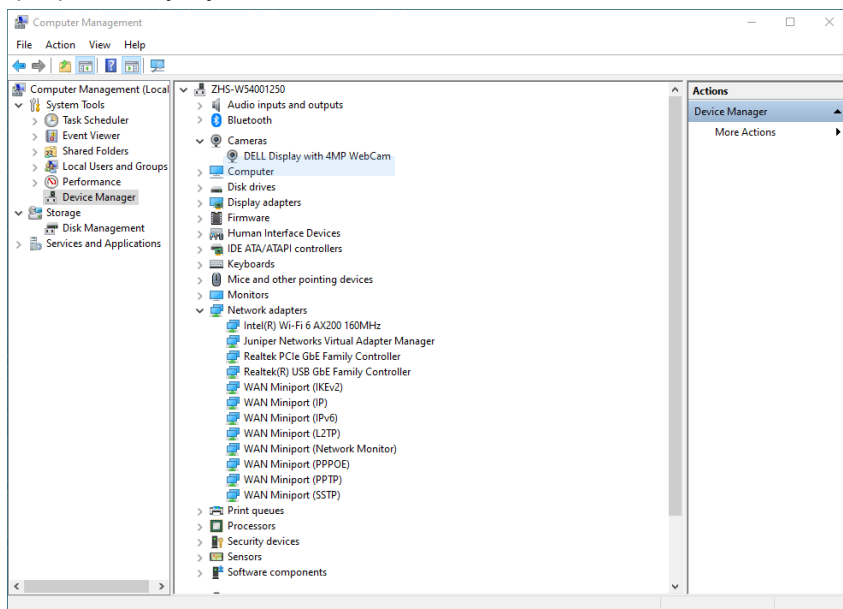 Computer Management
File Action View Help
Computer Management (Local
System Tools
Task Scheduler
Event Viewer
Shared Folders
Local Users and Groups
Performance
Device Manager
Storage
Disk Management
Services and Applications
ZHS-W54001250
Audio inputs and outputs
Bluetooth
Cameras
DELL Display with 4MP WebCam
Computer
Disk drives
Display adapters
Firmware
Human Interface Devices
IDE ATA/ATAPI controllers
Keyboards
Mice and other pointing devices
Monitors
Network adapters
Intel(R) Wi-Fi 6 AX200 160MHz
Juniper Networks Virtual Adapter Manager
Realtek PCIe GbE Family Controller
Realtek(R) USB GbE Family Controller
WAN Miniport (IKEv2)
WAN Miniport (IP)
WAN Miniport (IPv6)
WAN Miniport (L2TP)
WAN Miniport (Network Monitor)
WAN Miniport (PPPOE)
WAN Miniport (PPTP)
WAN Miniport (SSTP)
Print queues
Processors
Security devices
Sensors
Software components
Actions
Device Manager
More Actions